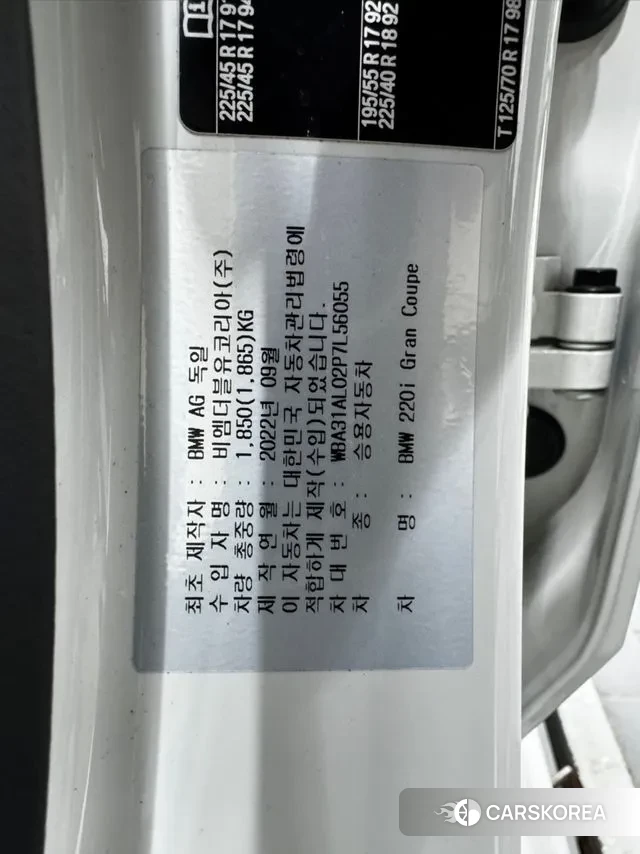 225/45 R 17 91
225/45 R 17 94
195/55 R 17 92
225/40 R 18 92
T 125/70 R 17 98
최초 제작자 : BMW AG 독일
수 입 자 명 : 비엠더블유코리아(주)
차량 총중량 : 1,850(1,865)KG
제 작 연 월 : 2022년 09월
이 자동차는 대한민국 자동차관리법령에
적합하게 제작(수입)되었습니다.
차 대 번 호 : WBA31AL02P7L56055
차 종 : 승용자동차
차 명 : BMW 220i Gran Coupe
CARSKOREA